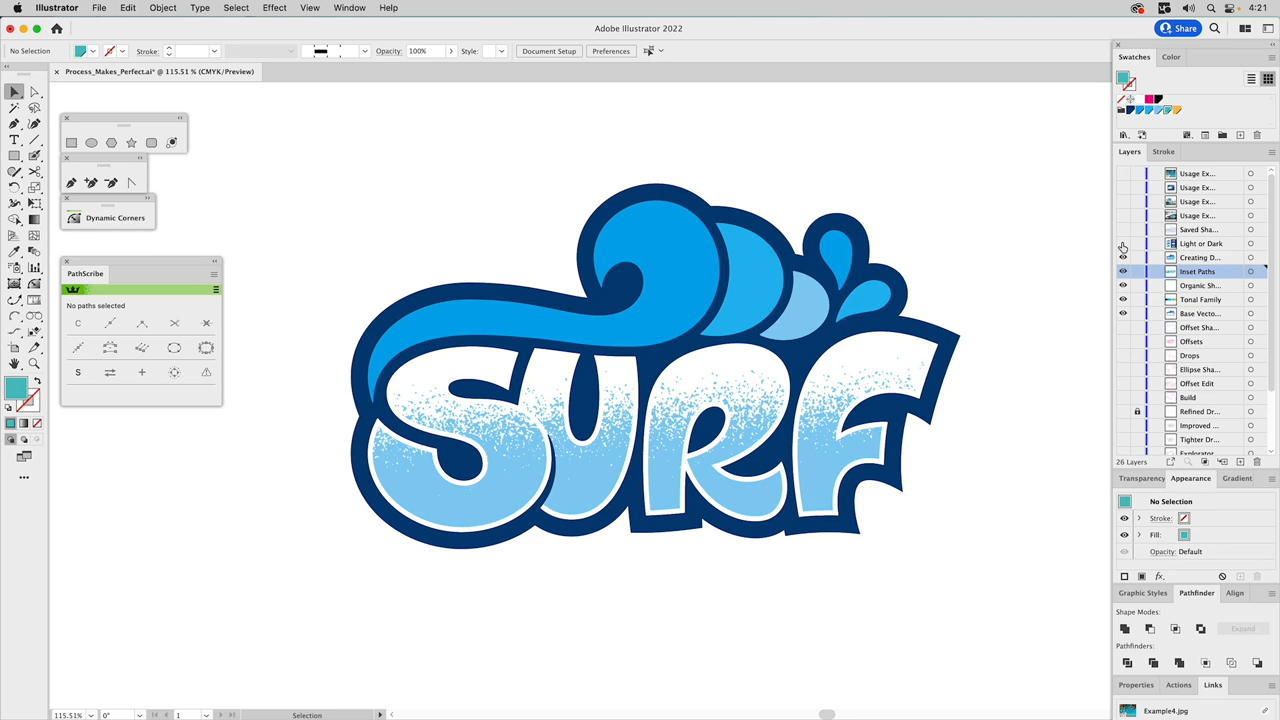 Illustrator File Edit Object Type Select Effect View Window Help 4:21
Adobe Illustrator 2022
Share
No Selection Stroke: Opacity: 100% Style: Document Setup Preferences
Process_Makes_Perfect.ai* @ 115.51 % (CMYK/Preview)
Dynamic Corners
PathScribe
No paths selected
SURF
Swatches Color
Layers Stroke
Usage Ex...
Usage Ex...
Usage Ex...
Usage Ex...
Saved Sha...
Light or Dark
Creating D...
Inset Paths
Organic Sh...
Tonal Family
Base Vecto...
Offset Sha...
Offsets
Drops
Ellipse Sha...
Offset Edit
Build
Refined Dr...
Improved ...
Tighter Dr...
26 Layers
Transparency Appearance Gradient
No Selection
Stroke:
Fill:
Opacity: Default
fx
Graphic Styles Pathfinder Align
Shape Modes:
Expand
Pathfinders:
Properties Actions Links
Example4.jpg
115.51% 0° 1 Selection